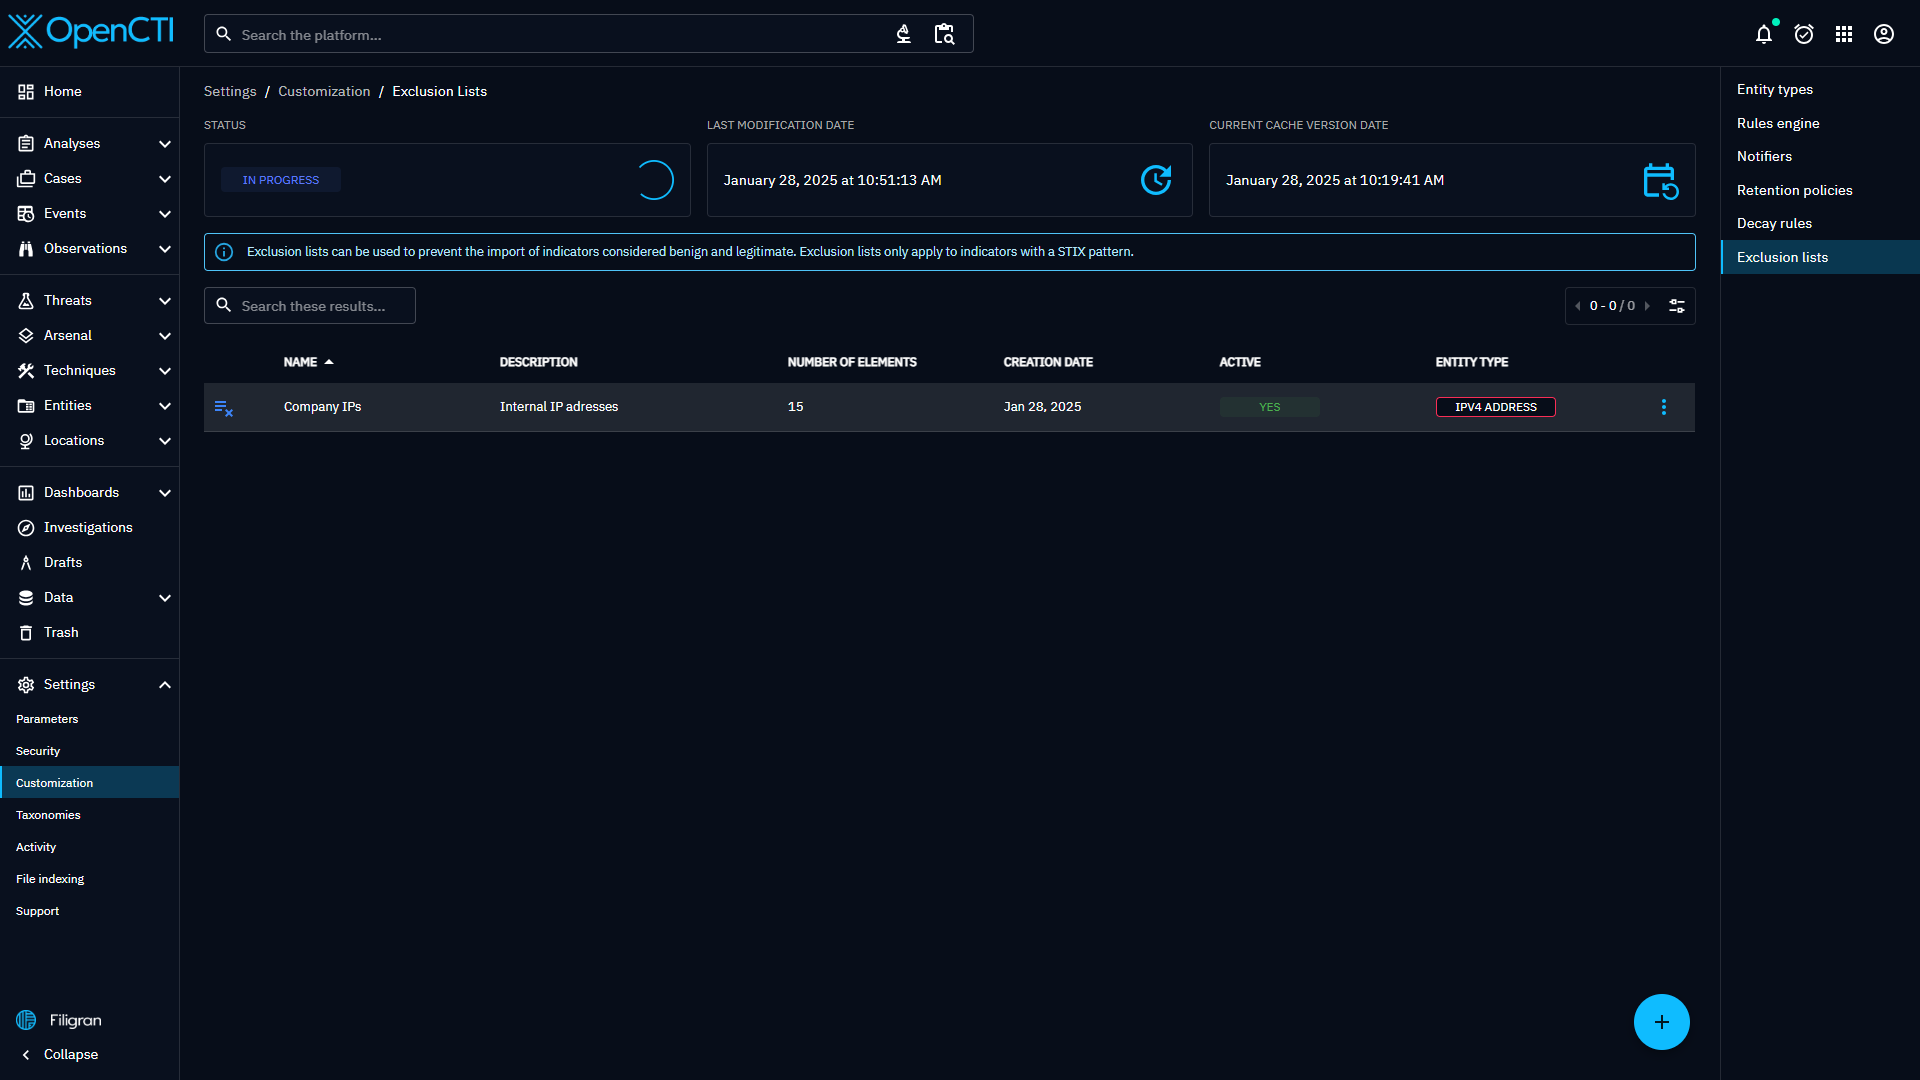 OpenCTI
Search the platform...
Home
Analyses
Cases
Events
Observations
Threats
Arsenal
Techniques
Entities
Locations
Dashboards
Investigations
Drafts
Data
Trash
Settings
Parameters
Security
Customization
Taxonomies
Activity
File indexing
Support
Filigran
Collapse
Settings / Customization / Exclusion Lists
STATUS
IN PROGRESS
LAST MODIFICATION DATE
January 28, 2025 at 10:51:13 AM
CURRENT CACHE VERSION DATE
January 28, 2025 at 10:19:41 AM
Exclusion lists can be used to prevent the import of indicators considered benign and legitimate. Exclusion lists only apply to indicators with a STIX pattern.
Search these results...
0 - 0 / 0
NAME DESCRIPTION NUMBER OF ELEMENTS CREATION DATE ACTIVE ENTITY TYPE
Company IPs Internal IP adresses 15 Jan 28, 2025 YES IPV4 ADDRESS
Entity types
Rules engine
Notifiers
Retention policies
Decay rules
Exclusion lists